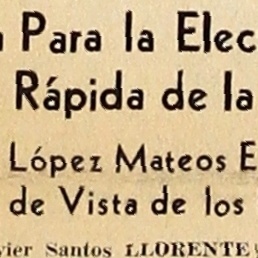 Para la Elec
Rápida de la
López Mateos E
de Vista de los
vier Santos LLORENTE